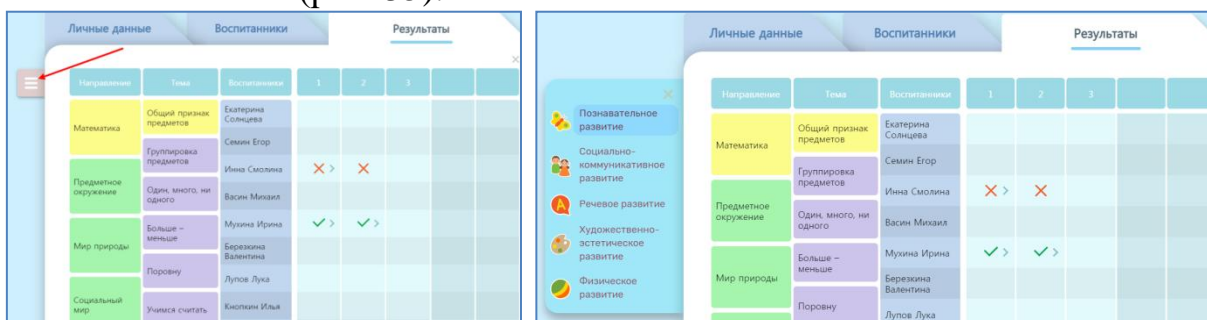 Личные данные
Воспитанники
Результаты
Направление Тема Воспитанники 1 2 3
Математика
Предметное
окружение
Мир природы
Социальный
мир
Общий признак
предметов
Группировка
предметов
Один, много, ни
одного
Больше –
меньше
Поровну
Учимся считать
Екатерина
Солнцева
Семин Егор
Инна Смолина
Васин Михаил
Мухина Ирина
Березкина
Валентина
Лупов Лука
Кнопкин Илья
Личные данные
Воспитанники
Результаты
Познавательное
развитие
Социально-
коммуникативное
развитие
Речевое развитие
Художественно-
эстетическое
развитие
Физическое
развитие
Направление Тема Воспитанники 1 2 3
Математика
Предметное
окружение
Мир природы
Общий признак
предметов
Группировка
предметов
Один, много, ни
одного
Больше –
меньше
Поровну
Екатерина
Солнцева
Семин Егор
Инна Смолина
Васин Михаил
Мухина Ирина
Березкина
Валентина
Лупов Лука